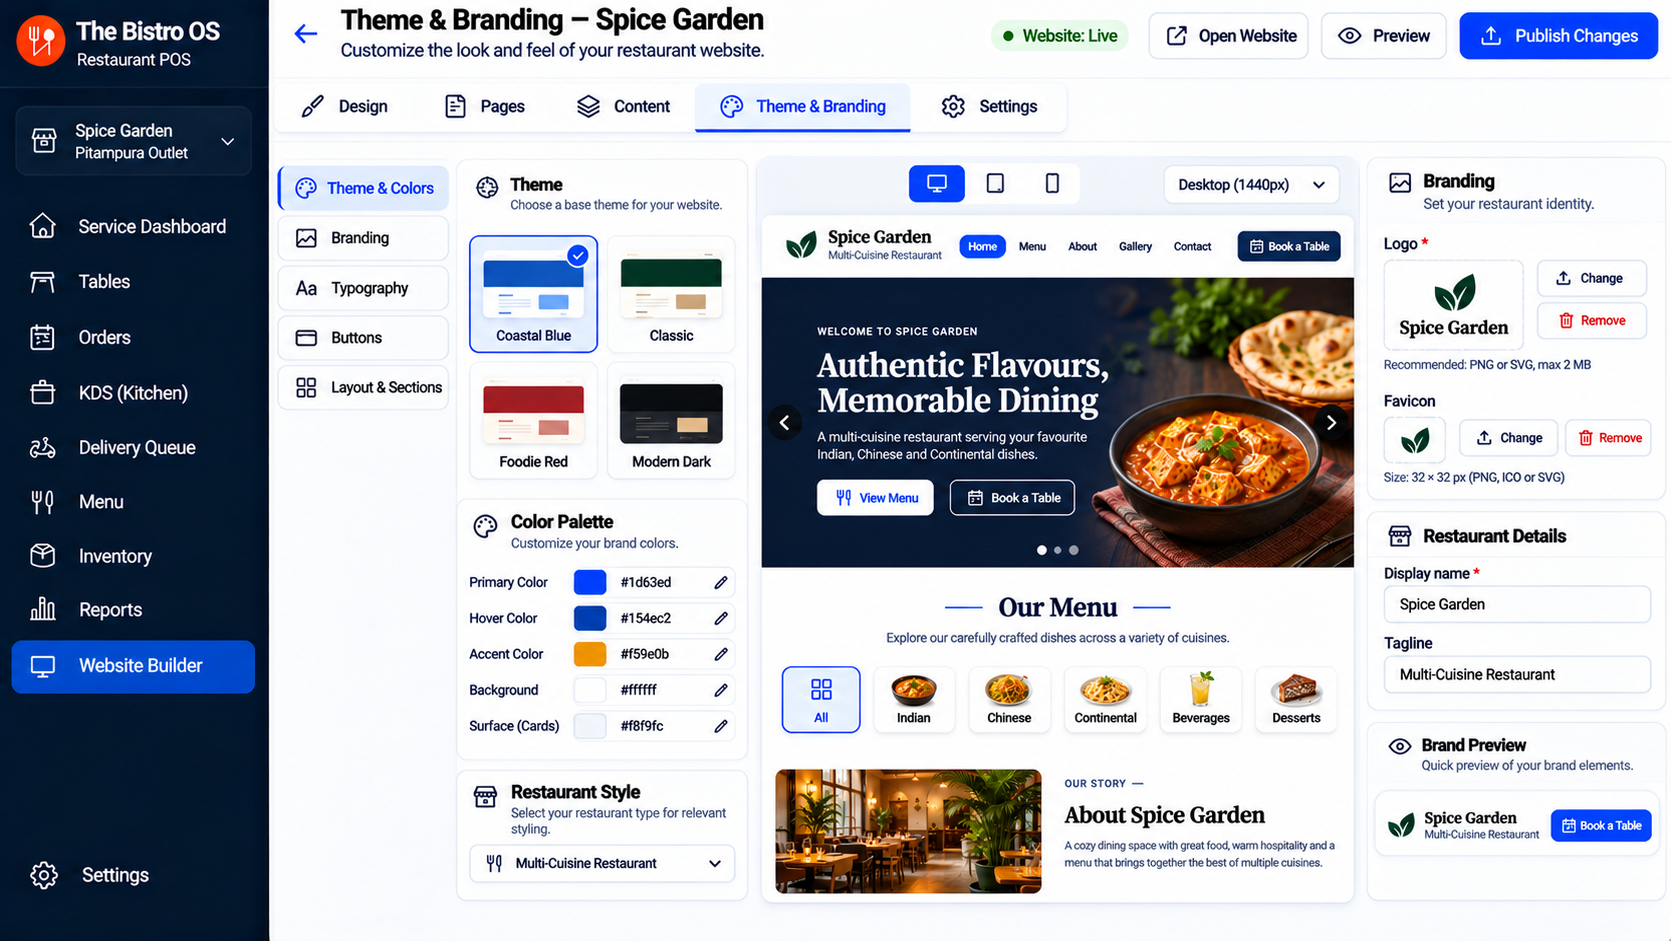 The Bistro OS
Restaurant POS
Spice Garden
Pitampura Outlet
Service Dashboard
Tables
Orders
KDS (Kitchen)
Delivery Queue
Menu
Inventory
Reports
Website Builder
Settings
Theme & Branding – Spice Garden
Customize the look and feel of your restaurant website.
Website: Live
Open Website
Preview
Publish Changes
Design
Pages
Content
Theme & Branding
Settings
Theme & Colors
Branding
Aa Typography
Buttons
Layout & Sections
Theme
Choose a base theme for your website.
Coastal Blue
Classic
Foodie Red
Modern Dark
Color Palette
Customize your brand colors.
Primary Color #1d63ed
Hover Color #154ec2
Accent Color #f59e0b
Background #ffffff
Surface (Cards) #f8f9fc
Restaurant Style
Select your restaurant type for relevant
styling.
Multi-Cuisine Restaurant
Desktop (1440px)
Spice Garden
Multi-Cuisine Restaurant
Home
Menu
About
Gallery
Contact
Book a Table
WELCOME TO SPICE GARDEN
Authentic Flavours,
Memorable Dining
A multi-cuisine restaurant serving your favourite
Indian, Chinese and Continental dishes.
View Menu
Book a Table
Our Menu
Explore our carefully crafted dishes across a variety of cuisines.
All
Indian
Chinese
Continental
Beverages
Desserts
OUR STORY —
About Spice Garden
A cozy dining space with great food, warm hospitality and a
menu that brings together the best of multiple cuisines.
Branding
Set your restaurant identity.
Logo *
Spice Garden
Change
Remove
Recommended: PNG or SVG, max 2 MB
Favicon
Change
Remove
Size: 32 × 32 px (PNG, ICO or SVG)
Restaurant Details
Display name *
Spice Garden
Tagline
Multi-Cuisine Restaurant
Brand Preview
Quick preview of your brand elements.
Spice Garden
Multi-Cuisine Restaurant
Book a Table